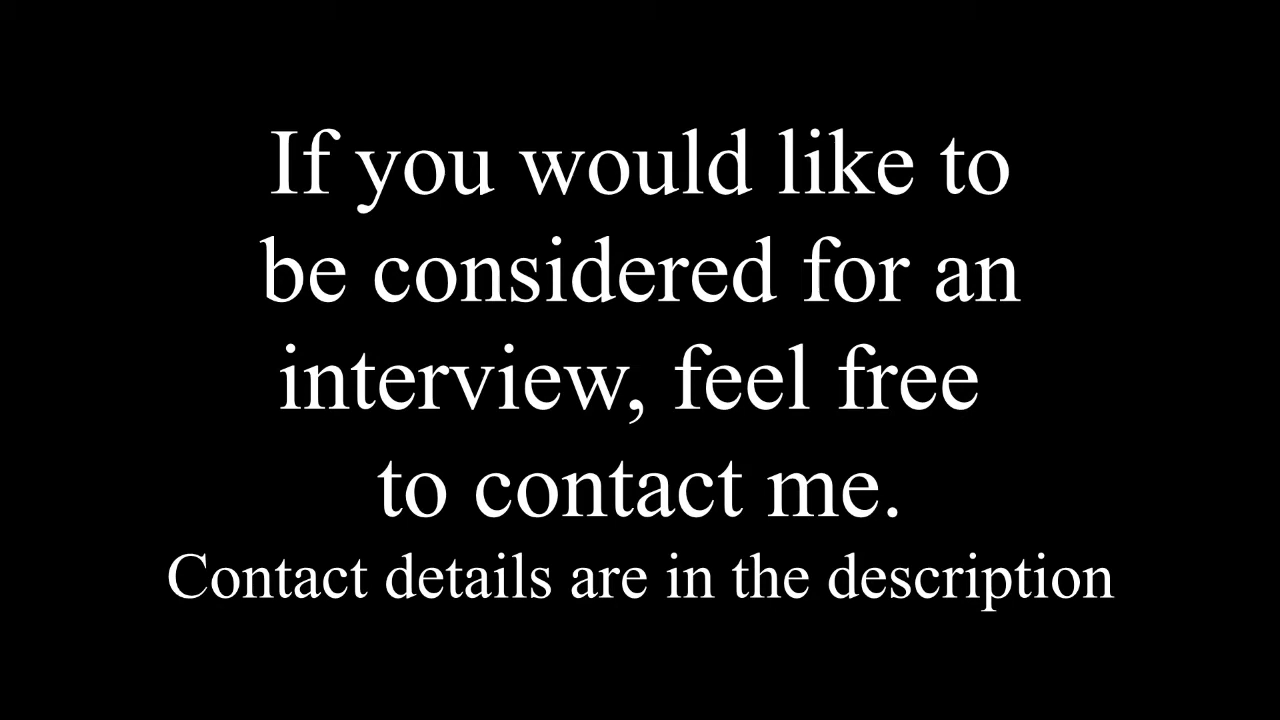 If you would like to
be considered for an
interview, feel free
to contact me.
Contact details are in the description